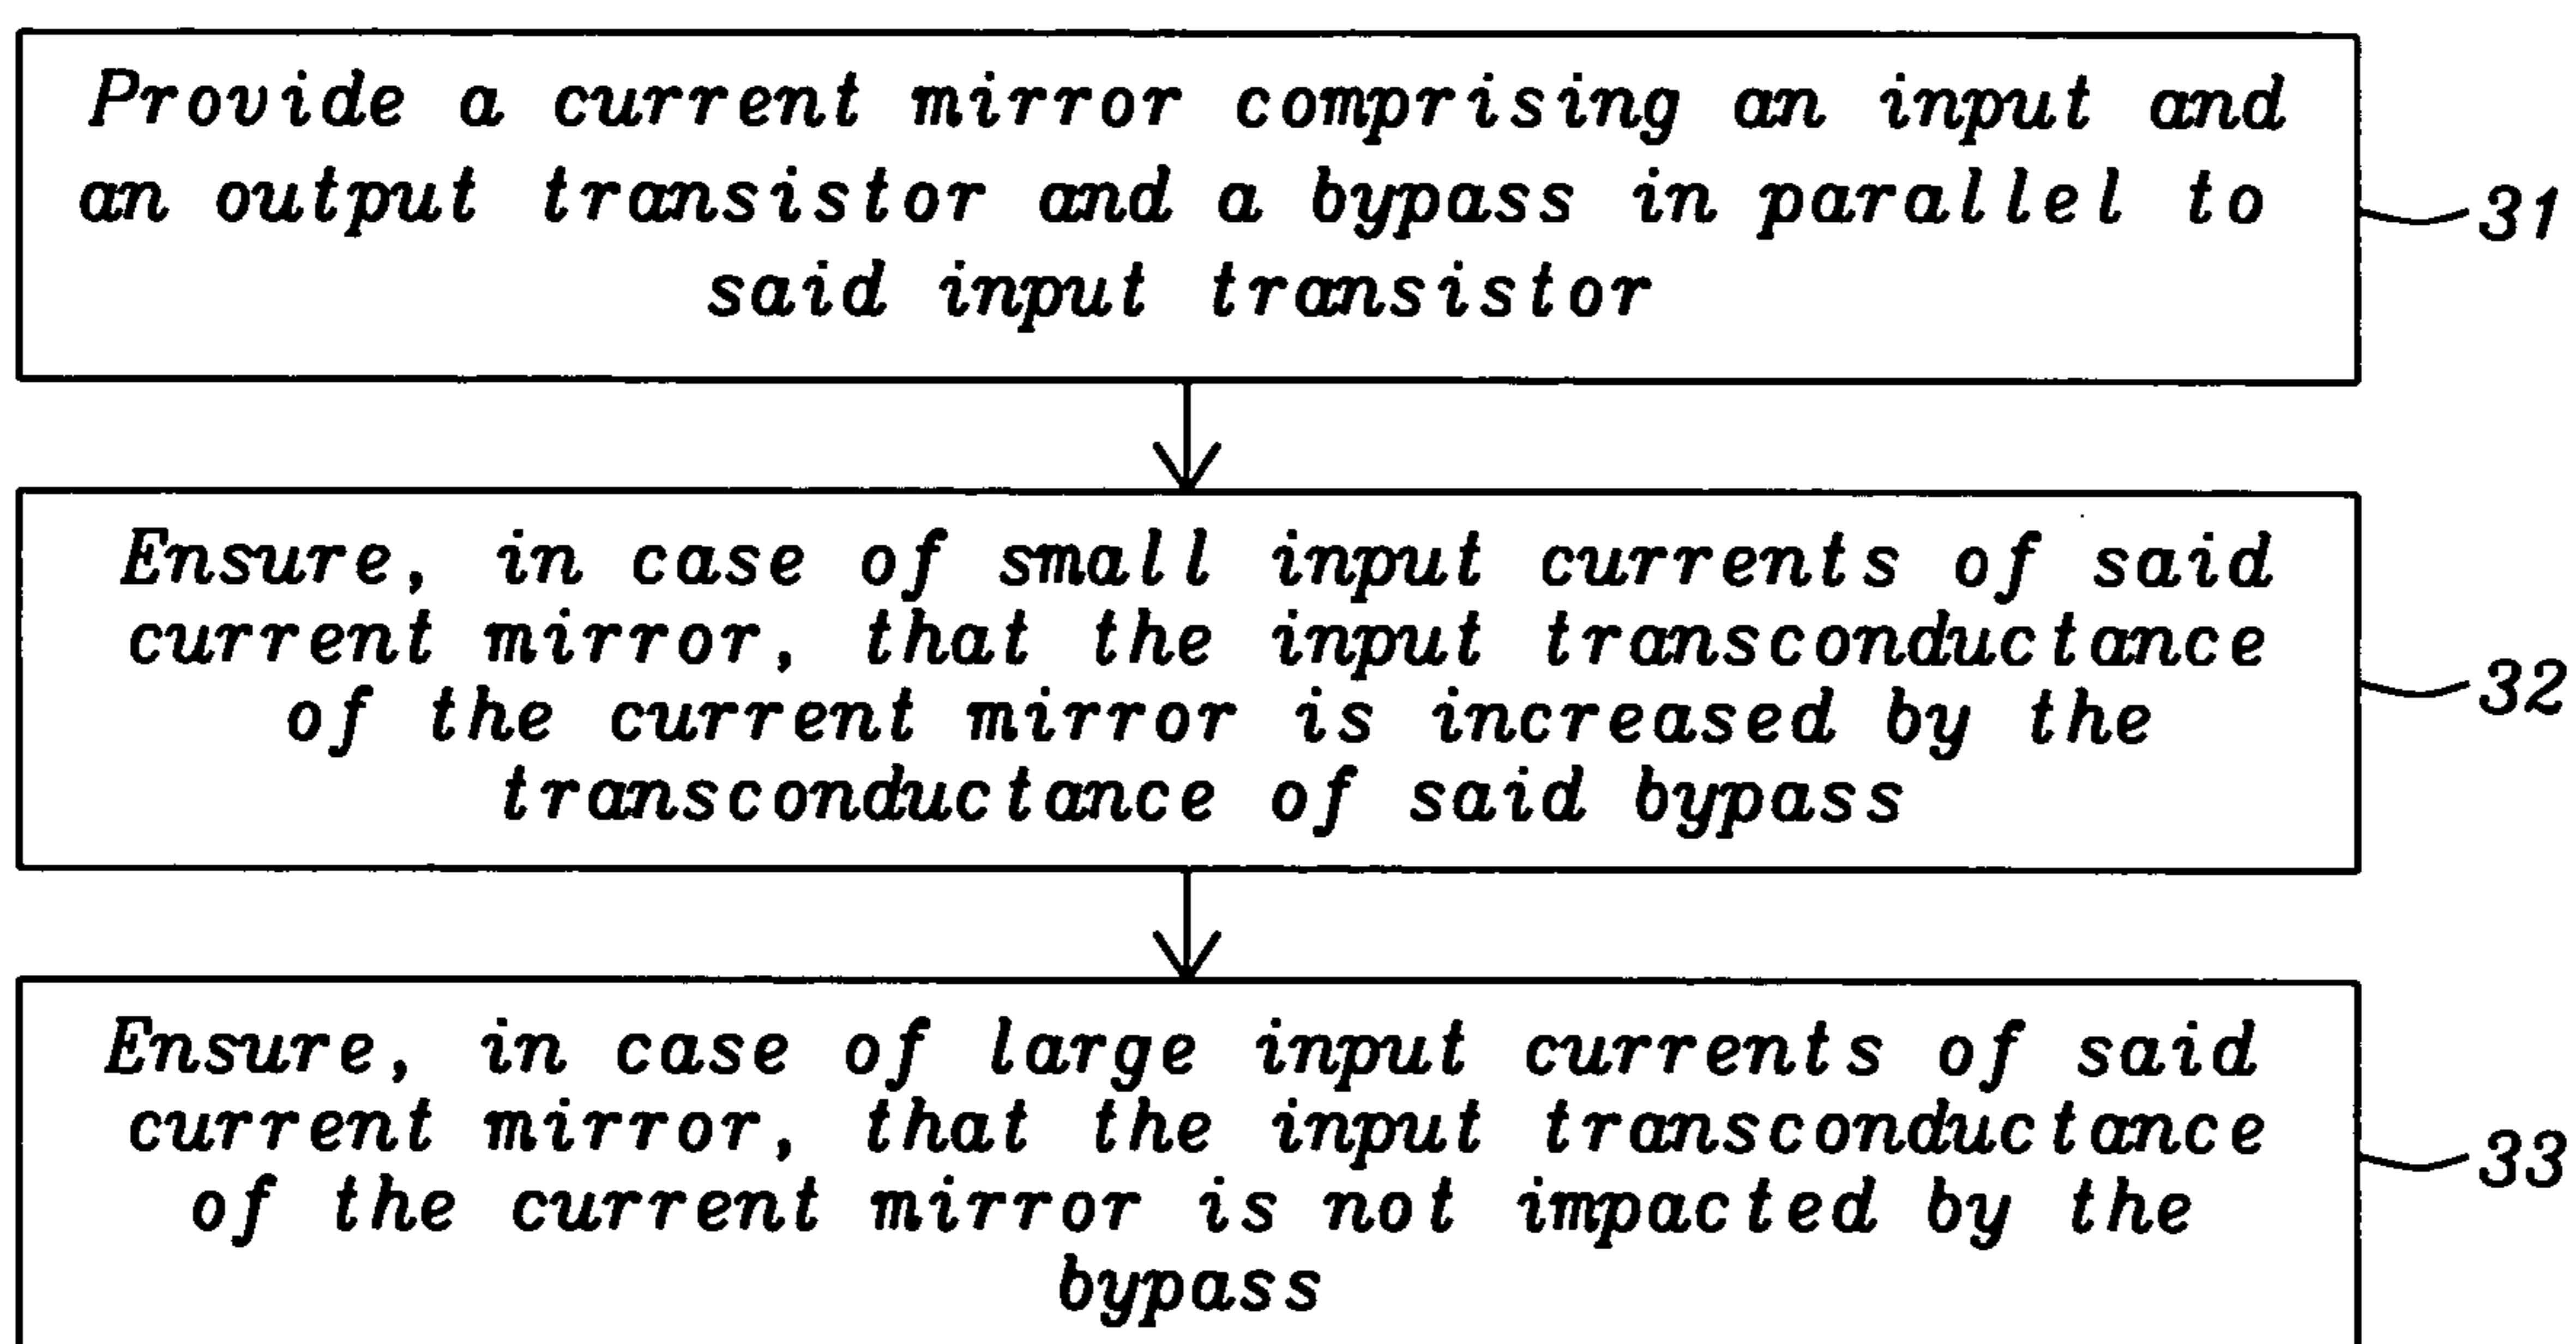 Provide a current mirror comprising an input and
an output transistor and a bypass in parallel to
said input transistor
31
Ensure, in case of small input currents of said
current mirror, that the input transconductance
of the current mirror is increased by the
transconductance of said bypass
32
Ensure, in case of large input currents of said
current mirror, that the input transconductance
of the current mirror is not impacted by the
bypass
33